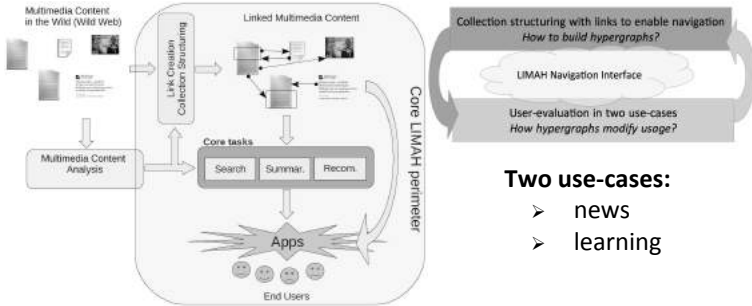 Multimedia Content
in the Wild (Wild Web)
Linked Multimedia Content
Link Creation
Collection Structuring
Multimedia Content
Analysis
Core tasks
Search
Summar.
Recom.
Apps
End Users
Core LIMAH perimeter
Collection structuring with links to enable navigation
How to build hypergraphs?
LIMAH Navigation Interface
User-evaluation in two use-cases
How hypergraphs modify usage?
Two use-cases:
➢ news
➢ learning